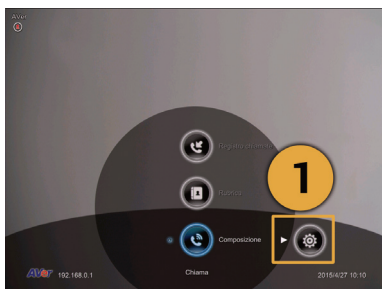 Aver
Registro chiamate
1
Rubrica
Composizione
AVer 192.168.0.1
Chiama
2015/4/27 10:10